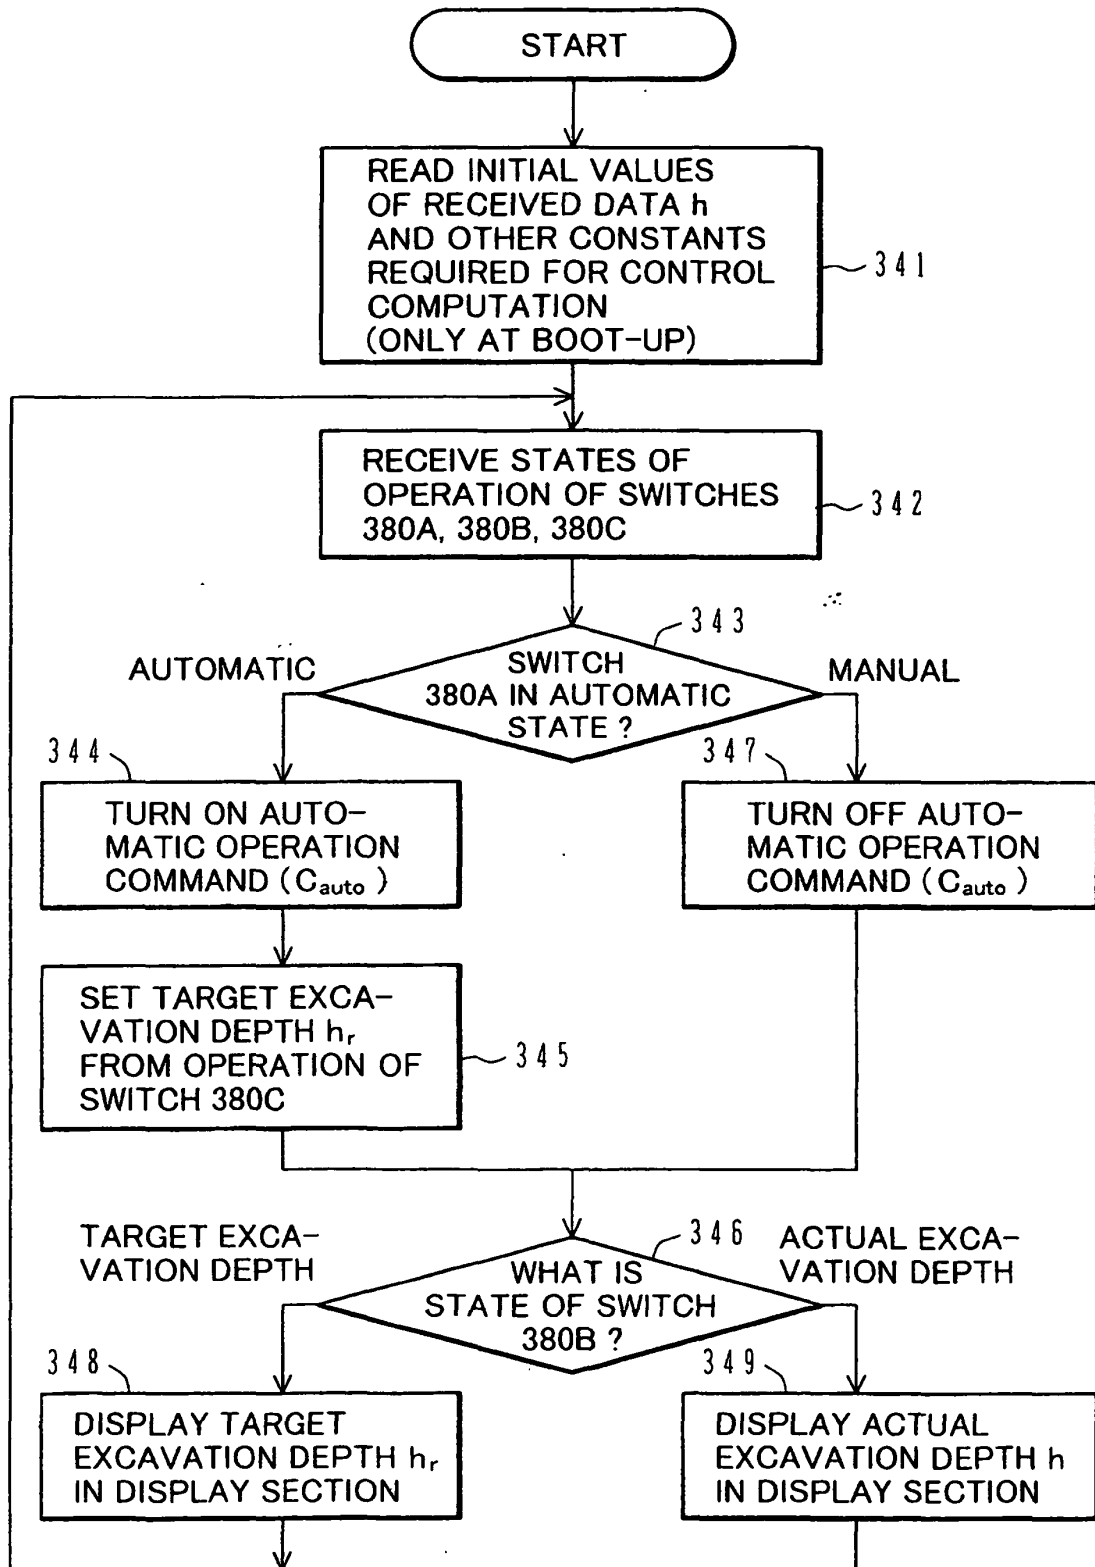 START
READ INITIAL VALUES
OF RECEIVED DATA h
AND OTHER CONSTANTS
REQUIRED FOR CONTROL
COMPUTATION
(ONLY AT BOOT-UP)
341
RECEIVE STATES OF
OPERATION OF SWITCHES
380A, 380B, 380C
342
343
AUTOMATIC
SWITCH
380A IN AUTOMATIC
STATE ?
MANUAL
344
TURN ON AUTO-
MATIC OPERATION
COMMAND ( Cauto )
347
TURN OFF AUTO-
MATIC OPERATION
COMMAND ( Cauto )
SET TARGET EXCA-
VATION DEPTH hr
FROM OPERATION OF
SWITCH 380C
345
TARGET EXCA-
VATION DEPTH
346
WHAT IS
STATE OF SWITCH
380B ?
ACTUAL EXCA-
VATION DEPTH
348
DISPLAY TARGET
EXCAVATION DEPTH hr
IN DISPLAY SECTION
349
DISPLAY ACTUAL
EXCAVATION DEPTH h
IN DISPLAY SECTION